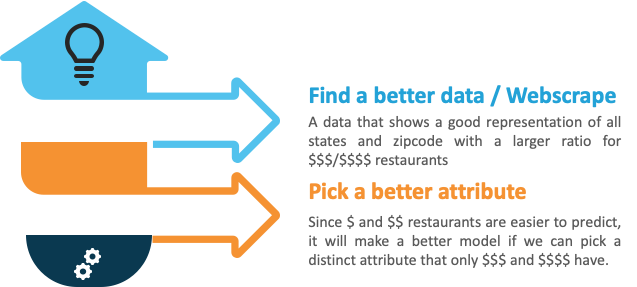 Find a better data / Webscrape
A data that shows a good representation of all
states and zipcode with a larger ratio for
$$$/$$$$ restaurants
Pick a better attribute
Since $ and $$ restaurants are easier to predict,
it will make a better model if we can pick a
distinct attribute that only $$$ and $$$$ have.